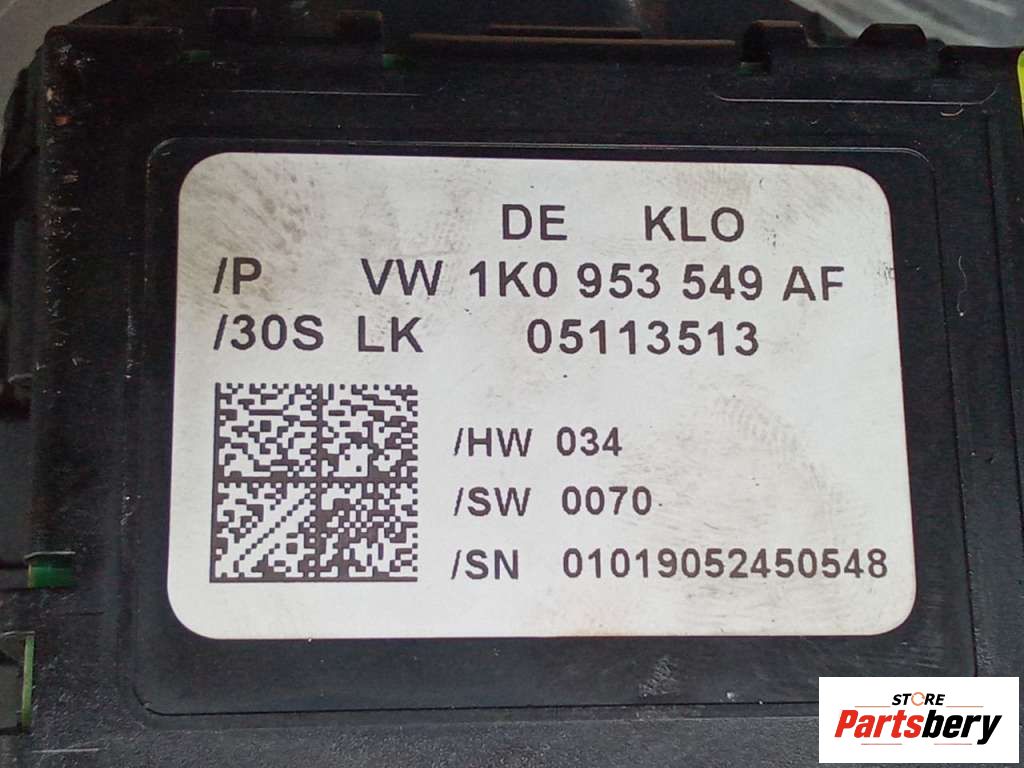 DE KLO
/P VW 1K0 953 549 AF
/30S LK 05113513
/HW 034
/SW 0070
/SN 01019052450548
STORE
Partsbery